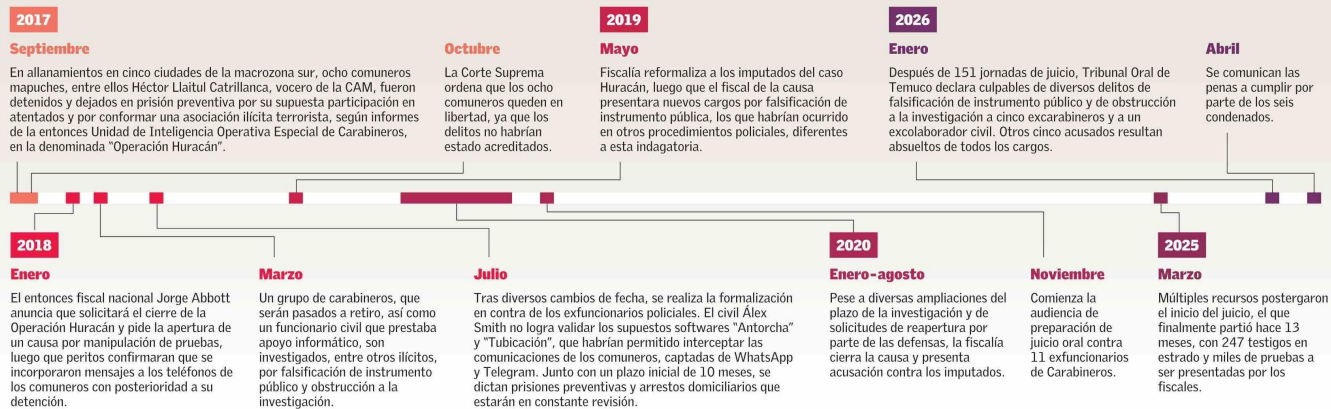 2017
Septiembre
En allanamientos en cinco ciudades de la macrozona sur, ocho comuneros
mapuches, entre ellos Héctor Llaitul Catrillanca, vocero de la CAM, fueron
detenidos y dejados en prisión preventiva por su supuesta participación en
atentados y por conformar una asociación ilícita terrorista, según informes
de la entonces Unidad de Inteligencia Operativa Especial de Carabineros,
en la denominada "Operación Huracán".
Octubre
La Corte Suprema
ordena que los ocho
comuneros queden en
libertad, ya que los
delitos no habrían
estado acreditados.
2019
Mayo
Fiscalía reformaliza a los imputados del caso
Huracán, luego que el fiscal de la causa
presentara nuevos cargos por falsificación de
instrumento pública, los que habrían ocurrido
en otros procedimientos policiales, diferentes
a esta indagatoria.
2026
Enero
Después de 151 jornadas de juicio, Tribunal Oral de
Temuco declara culpables de diversos delitos de
falsificación de instrumento público y de obstrucción
a la investigación a cinco excarabineros y a un
excolaborador civil. Otros cinco acusados resultan
absueltos de todos los cargos.
Abril
Se comunican las
penas a cumplir por
parte de los seis
condenados.
2018
Enero
El entonces fiscal nacional Jorge Abbott
anuncia que solicitará el cierre de la
Operación Huracán y pide la apertura de
un causa por manipulación de pruebas,
luego que peritos confirmaran que se
incorporaron mensajes a los teléfonos de
los comuneros con posterioridad a su
detención.
Marzo
Un grupo de carabineros, que
serán pasados a retiro, así como
un funcionario civil que prestaba
apoyo informático, son
investigados, entre otros ilícitos,
por falsificación de instrumento
público y obstrucción a la
investigación.
Julio
Tras diversos cambios de fecha, se realiza la formalización
en contra de los exfuncionarios policiales. El civil Álex
Smith no logra validar los supuestos softwares "Antorcha"
y "Tubicación", que habrían permitido interceptar las
comunicaciones de los comuneros, captadas de WhatsApp
y Telegram. Junto con un plazo inicial de 10 meses, se
dictan prisiones preventivas y arrestos domiciliarios que
estarán en constante revisión.
2020
Enero-agosto
Pese a diversas ampliaciones del
plazo de la investigación y de
solicitudes de reapertura por
parte de las defensas, la fiscalía
cierra la causa y presenta
acusación contra los imputados.
Noviembre
Comienza la
audiencia de
preparación de
juicio oral contra
11 exfuncionarios
de Carabineros.
2025
Marzo
Múltiples recursos postergaron
el inicio del juicio, el que
finalmente partió hace 13
meses, con 247 testigos en
estrado y miles de pruebas a
ser presentadas por los
fiscales.